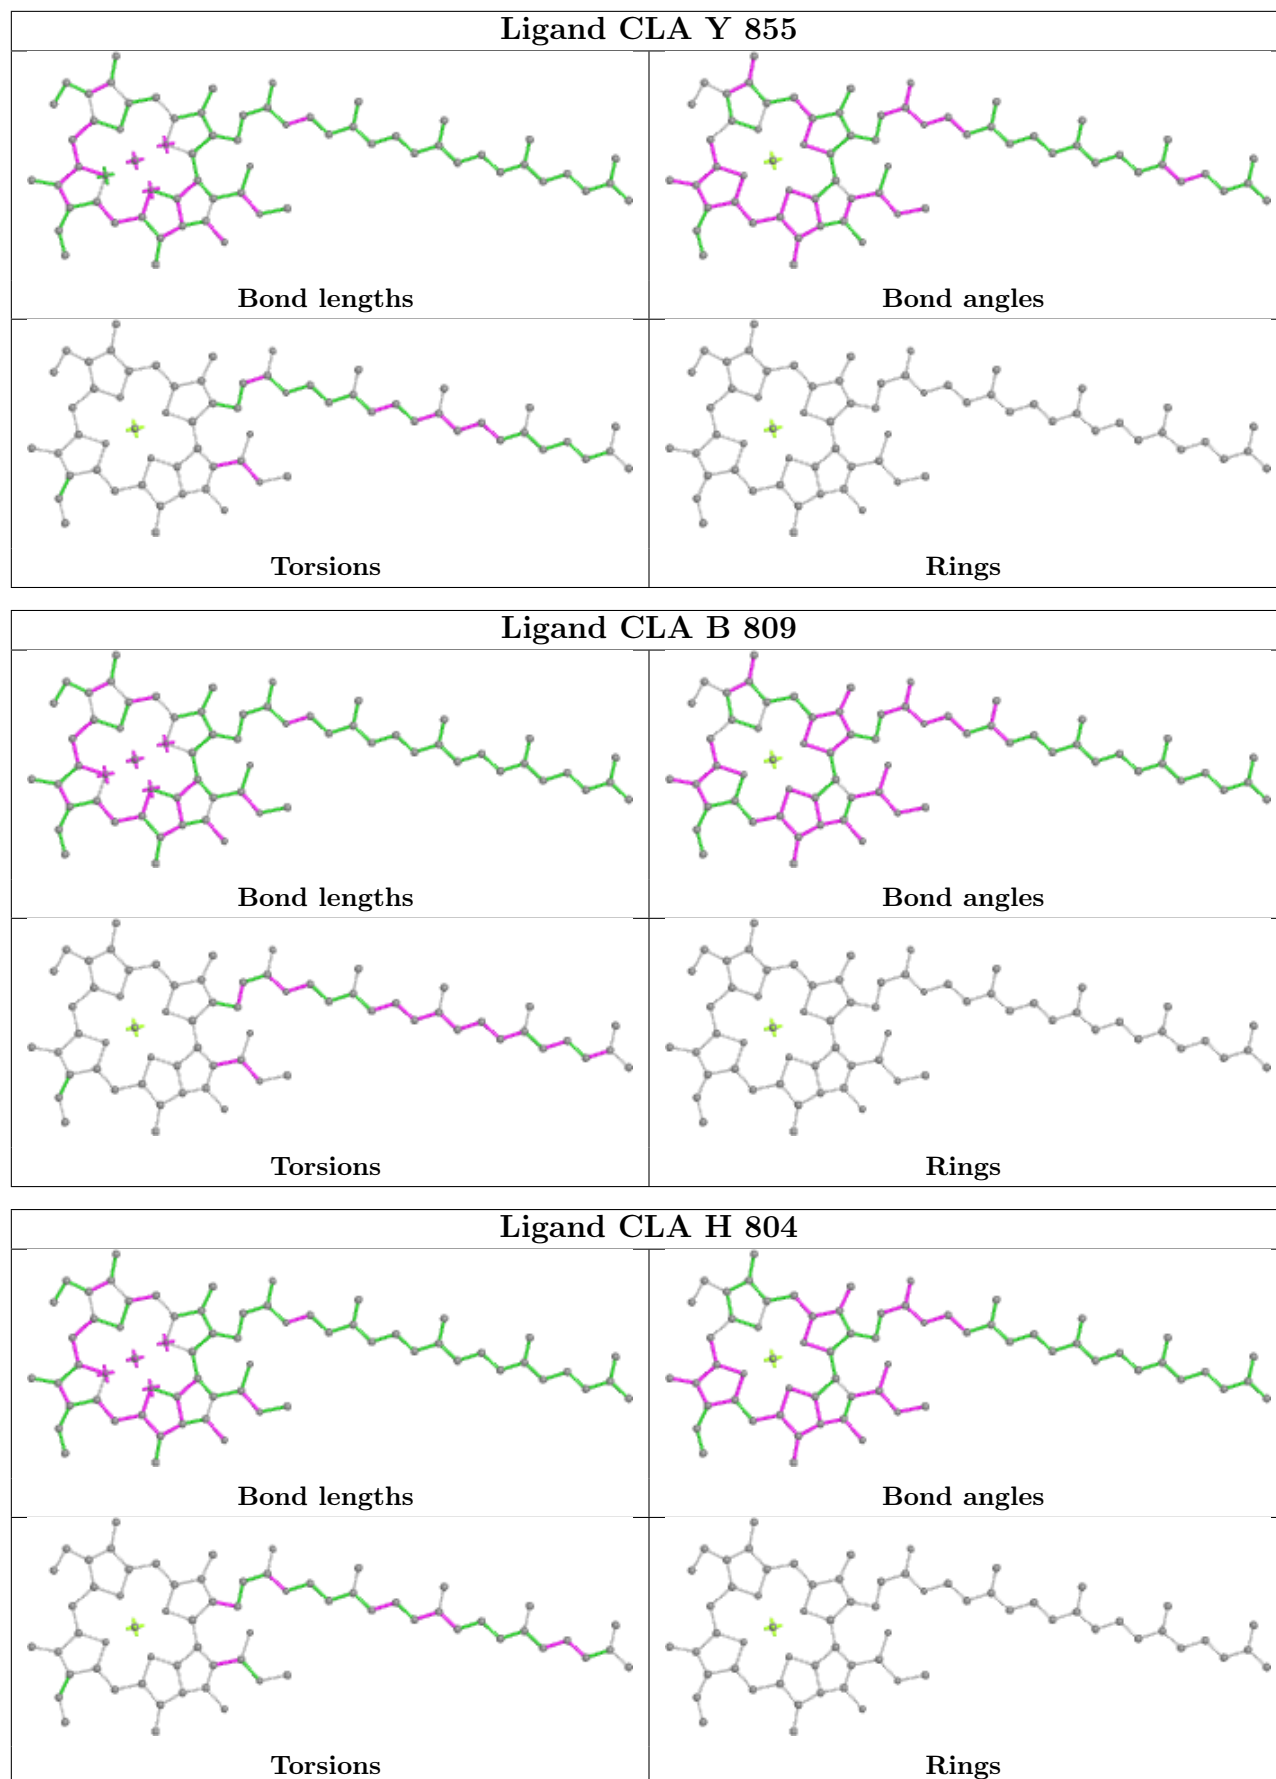 Ligand CLA Y 855
Bond lengths
Bond angles
Torsions
Rings
Ligand CLA B 809
Bond lengths
Bond angles
Torsions
Rings
Ligand CLA H 804
Bond lengths
Bond angles
Torsions
Rings